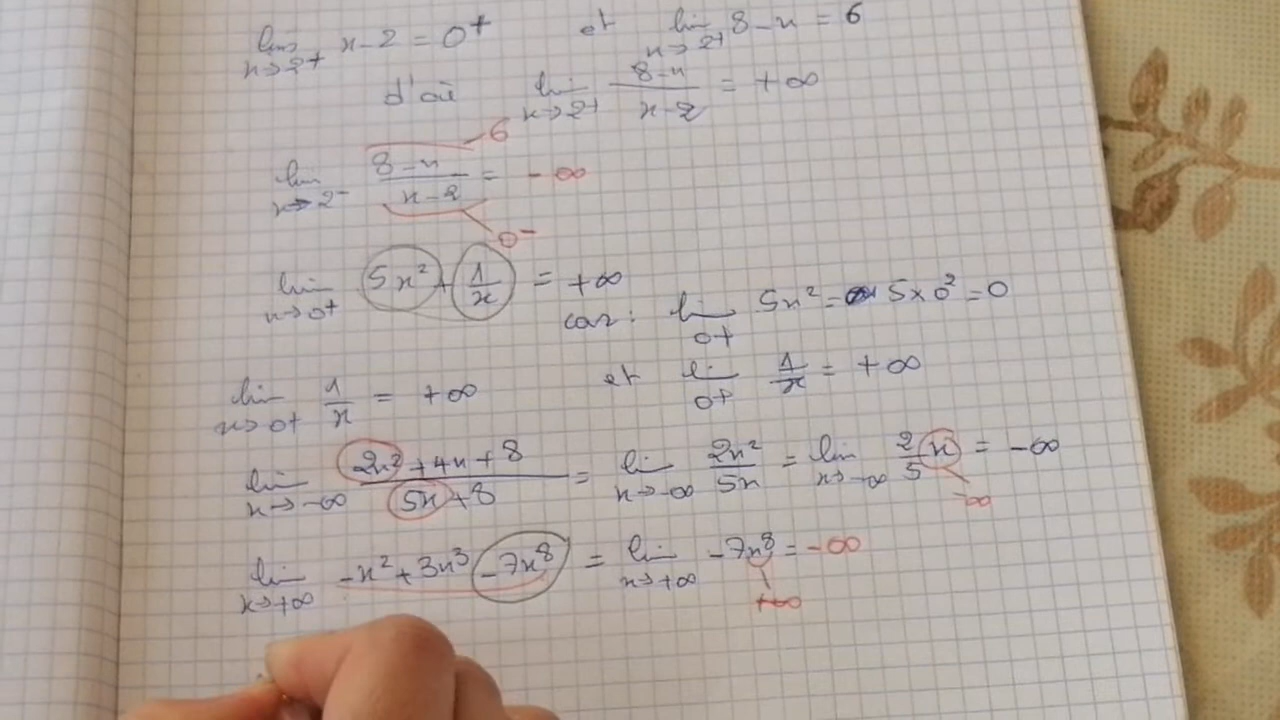 lim x→2+ x-2 = 0+ et lim x→2+ 8-x = 6
d'où lim x→2+ 8-x/x-2 = +∞
lim x→2- 8-x/x-2 = -∞ 6 0-
lim x→0+ 5x² + 1/x = +∞
car : lim 0+ 5x² = 5×0² = 0
lim x→0+ 1/x = +∞ et lim 0+ 1/x = +∞
lim x→-∞ 2x²+4x+8/5x+8 = lim x→-∞ 2x²/5x = lim x→-∞ 2/5 x = -∞ -∞
lim x→+∞ -x²+3x³-7x⁸ = lim x→+∞ -7x⁸ = -∞ +∞